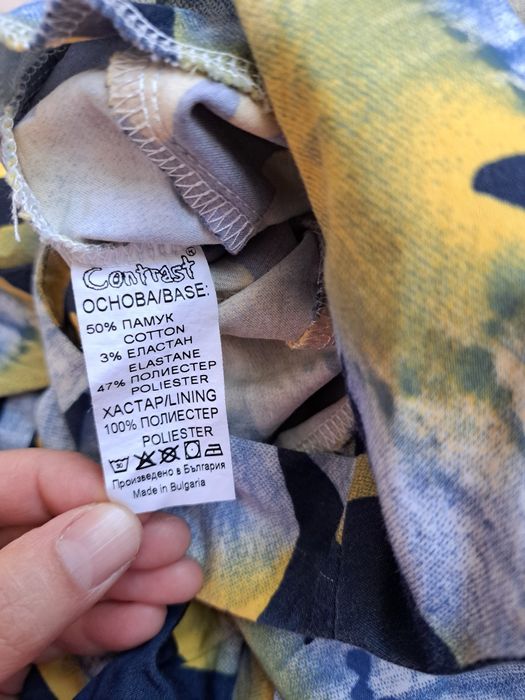 Contrast®
ОСНОВА/BASE:
50% ПАМУК
COTTON
3% ЕЛАСТАН
ELASTANE
47% ПОЛИЕСТЕР
POLIESTER
ХАСТАР/LINING
100% ПОЛИЕСТЕР
POLIESTER
30
Произведено в България
Made in Bulgaria